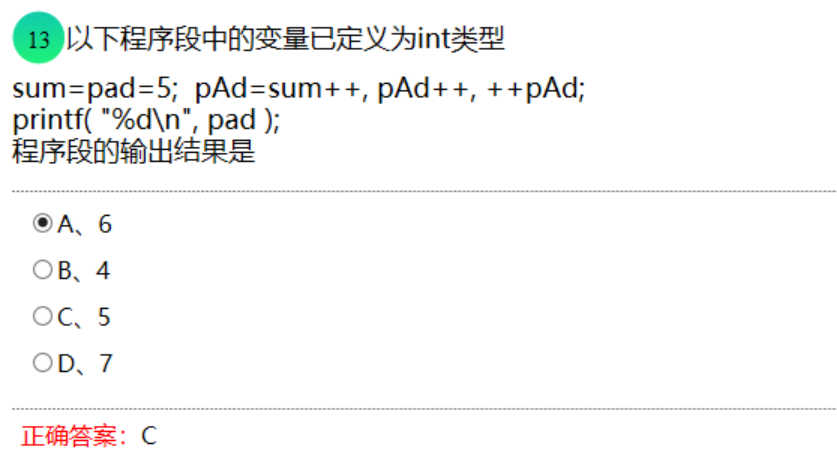 13 以下程序段中的变量已定义为int类型
sum=pad=5; pAd=sum++, pAd++, ++pAd;
printf( "%d\n", pad );
程序段的输出结果是
A、6
B、4
C、5
D、7
正确答案：C